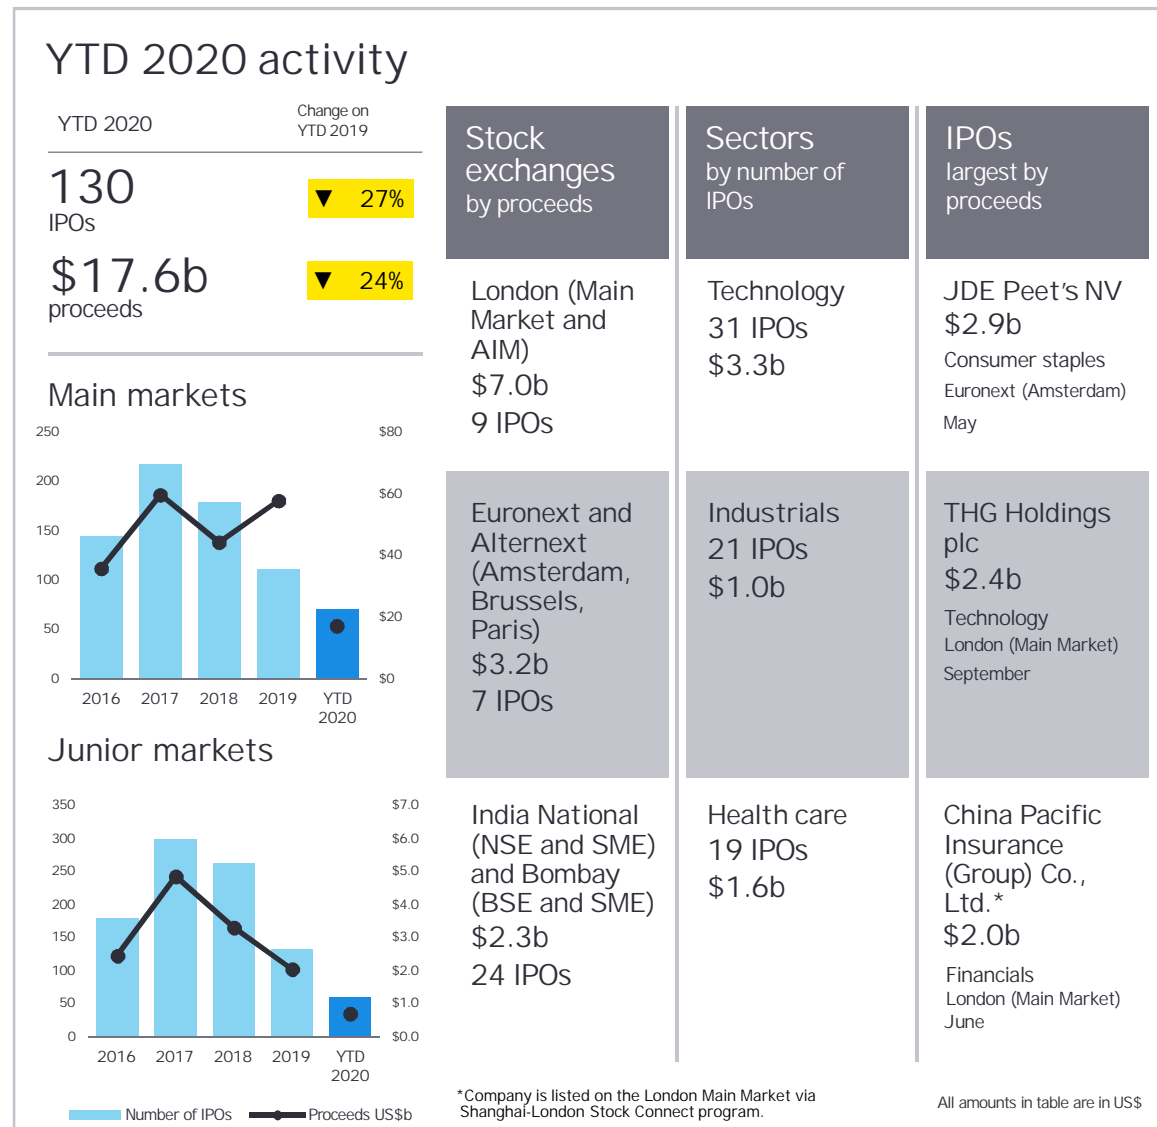 YTD 2020 activity
YTD 2020
Change on
YTD 2019
130
IPOs
▼ 27%
$17.6b
proceeds
▼ 24%
Main markets
250
200
150
100
50
0
$80
$60
$40
$20
$0
2016 2017 2018 2019 YTD
2020
Junior markets
350
300
250
200
150
100
50
0
$7.0
$6.0
$5.0
$4.0
$3.0
$2.0
$1.0
$0.0
2016 2017 2018 2019 YTD
2020
Number of IPOs Proceeds US$b
Stock
exchanges
by proceeds
London (Main
Market and
AIM)
$7.0b
9 IPOs
Euronext and
Alternext
(Amsterdam,
Brussels,
Paris)
$3.2b
7 IPOs
India National
(NSE and SME)
and Bombay
(BSE and SME)
$2.3b
24 IPOs
Sectors
by number of
IPOs
Technology
31 IPOs
$3.3b
Industrials
21 IPOs
$1.0b
Health care
19 IPOs
$1.6b
IPOs
largest by
proceeds
JDE Peet’s NV
$2.9b
Consumer staples
Euronext (Amsterdam)
May
THG Holdings
plc
$2.4b
Technology
London (Main Market)
September
China Pacific
Insurance
(Group) Co.,
Ltd.*
$2.0b
Financials
London (Main Market)
June
*Company is listed on the London Main Market via
Shanghai-London Stock Connect program.
All amounts in table are in US$